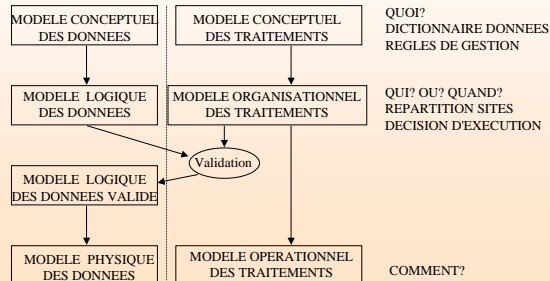 MODELE CONCEPTUEL
DES DONNEES
MODELE CONCEPTUEL
DES TRAITEMENTS
QUOI?
DICTIONNAIRE DONNEES
REGLES DE GESTION
MODELE LOGIQUE
DES DONNEES
MODELE ORGANISATIONNEL
DES TRAITEMENTS
QUI? OU? QUAND?
REPARTITION SITES
DECISION D'EXECUTION
Validation
MODELE LOGIQUE
DES DONNEES VALIDE
MODELE PHYSIQUE
DES DONNEES
MODELE OPERATIONNEL
DES TRAITEMENTS
COMMENT?